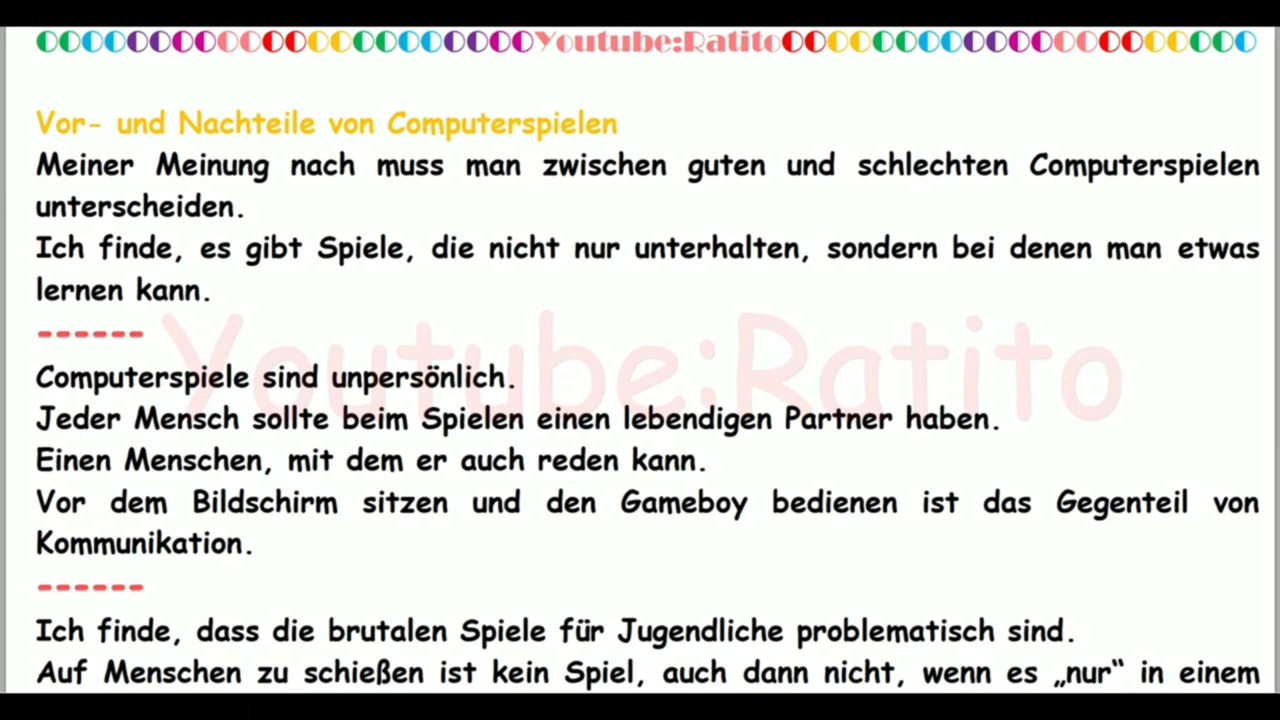 Youtube:Ratito
Vor- und Nachteile von Computerspielen
Meiner Meinung nach muss man zwischen guten und schlechten Computerspielen
unterscheiden.
Ich finde, es gibt Spiele, die nicht nur unterhalten, sondern bei denen man etwas
lernen kann.
------
Youtube:Ratito
Computerspiele sind unpersönlich.
Jeder Mensch sollte beim Spielen einen lebendigen Partner haben.
Einen Menschen, mit dem er auch reden kann.
Vor dem Bildschirm sitzen und den Gameboy bedienen ist das Gegenteil von
Kommunikation.
------
Ich finde, dass die brutalen Spiele für Jugendliche problematisch sind.
Auf Menschen zu schießen ist kein Spiel, auch dann nicht, wenn es „nur“ in einem